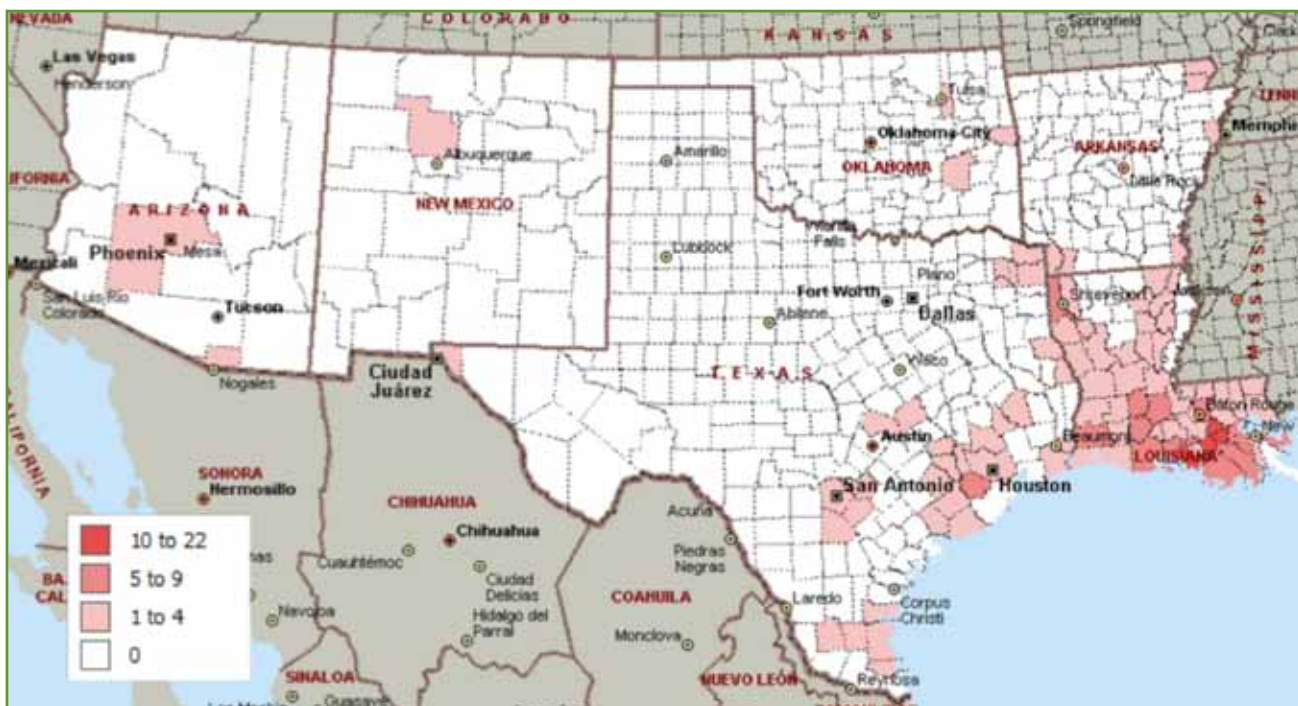 NEVADA
COLORADO
KANSAS
Springfield
Las Vegas
Henderson
Tulsa
Oklahoma City
OKLAHOMA
ARKANSAS
Little Rock
Memphis
Albuquerque
Amarillo
NEW MEXICO
ARIZONA
Phoenix
Mesa
Mexicali
San Luis Río
Colorado
Tucson
Nogales
Lubbock
Falls
Plano
Fort Worth
Dallas
Abilene
Shreveport
MISSISSIPPI
Waco
TEXAS
Ciudad
Juárez
Austin
Beaumont
Baton Rouge
New
LOUISIANA
San Antonio
Houston
SONORA
Hermosillo
CHIHUAHUA
Chihuahua
Cuauhtémoc
Ciudad
Delicias
Hidalgo del
Parral
Acuña
Piedras
Negras
COAHUILA
Monclova
Laredo
Corpus
Christi
NUEVO LEÓN
Reynosa
Navojoa
SINALOA
Guasave
10 to 22
5 to 9
1 to 4
0